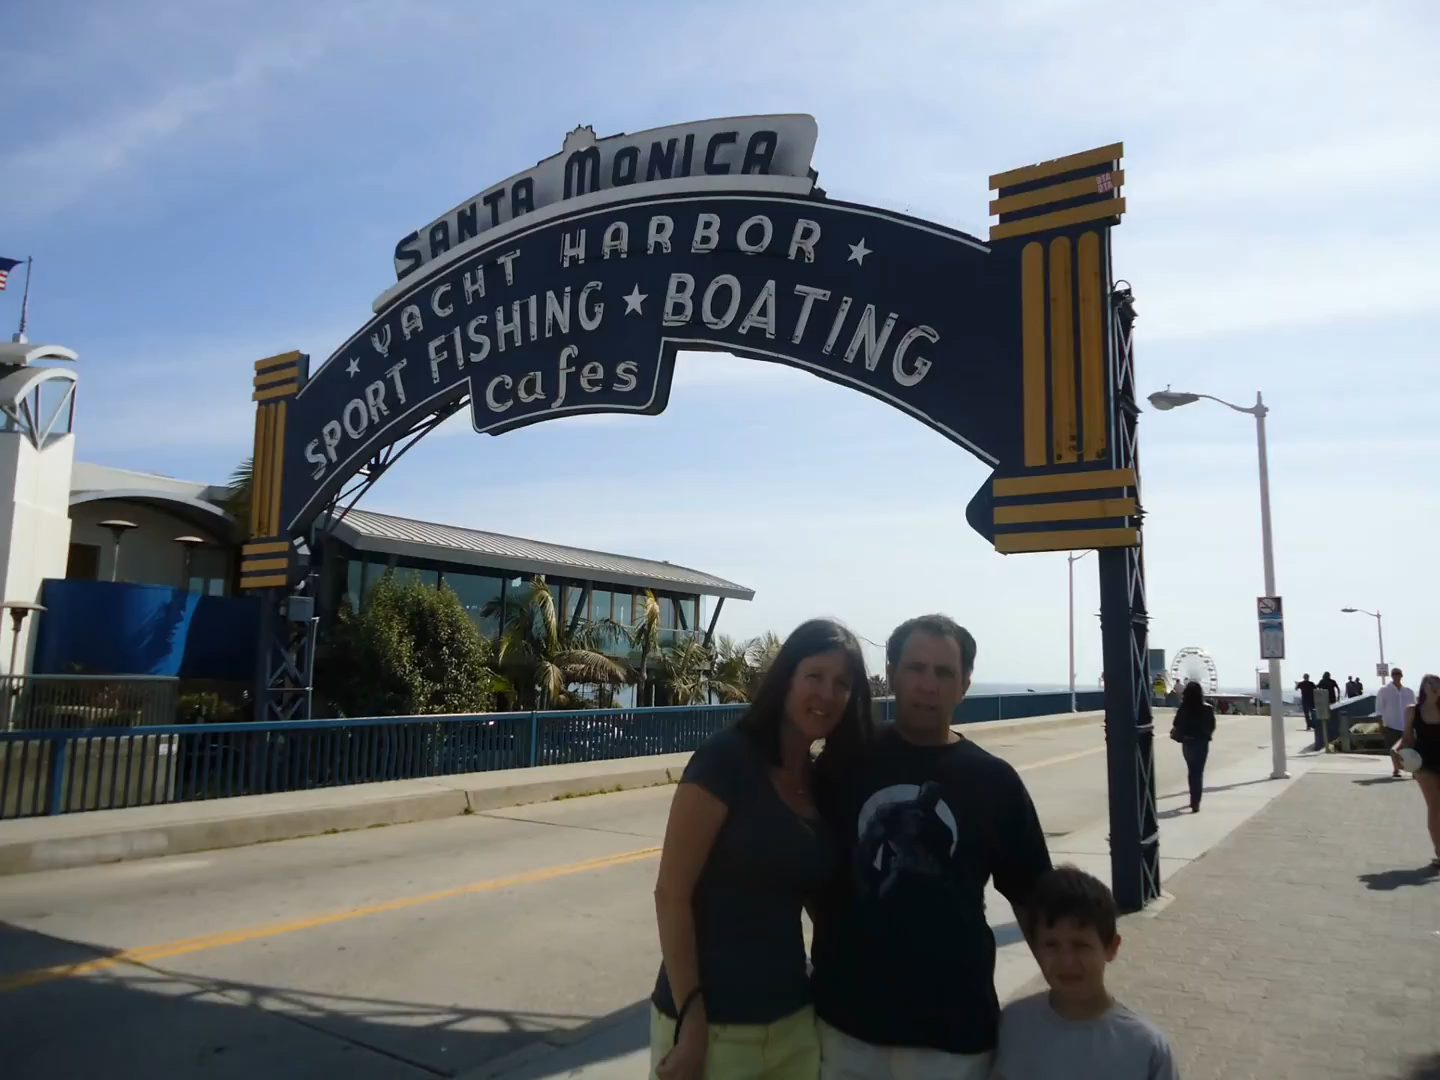 SANTA MONICA
★ YACHT HARBOR ★
SPORT FISHING ★ BOATING
cafes